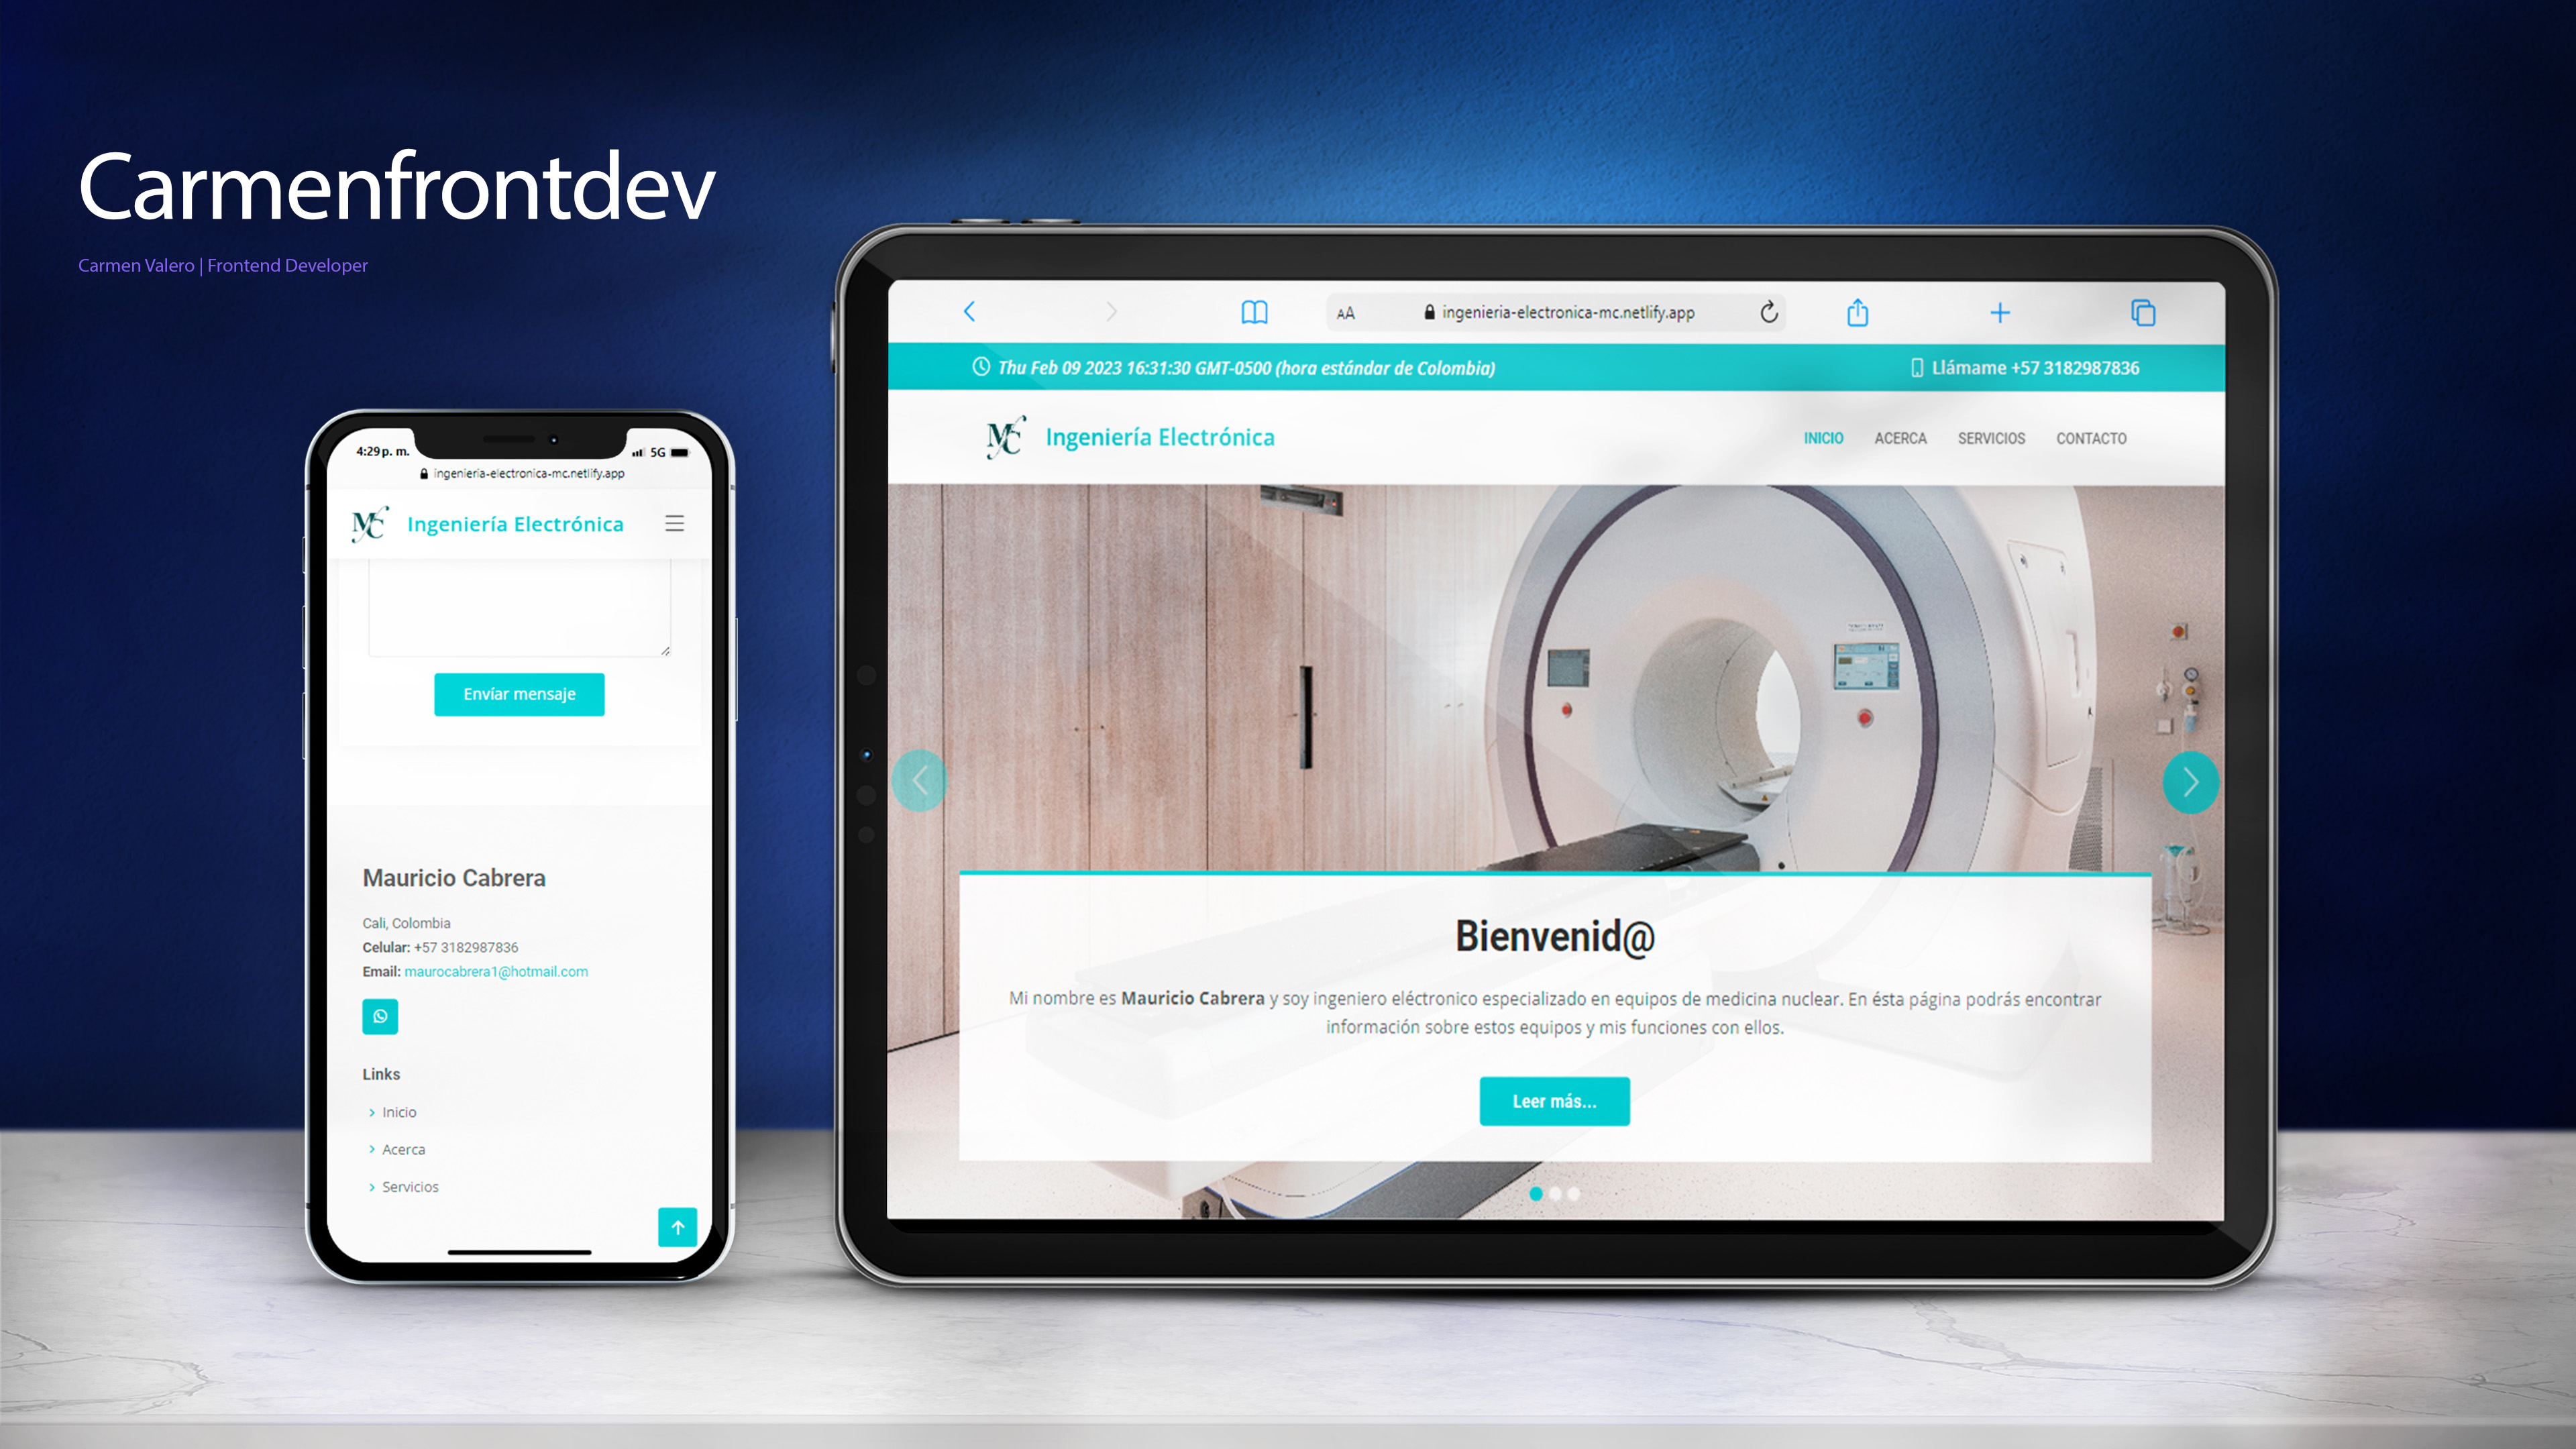 Carmenfrontdev
Carmen Valero | Frontend Developer
4:29 p. m.
5G
ingenieria-electronica-mc.netlify.app
MC Ingeniería Electrónica
Envíar mensaje
Mauricio Cabrera
Cali, Colombia
Celular: +57 3182987836
Email: maurocabrera1@hotmail.com
Links
Inicio
Acerca
Servicios
AA ingenieria-electronica-mc.netlify.app
Thu Feb 09 2023 16:31:30 GMT-0500 (hora estándar de Colombia)
Llámame +57 3182987836
MC Ingeniería Electrónica
INICIO ACERCA SERVICIOS CONTACTO
Bienvenid@
Mi nombre es Mauricio Cabrera y soy ingeniero eléctronico especializado en equipos de medicina nuclear. En ésta página podrás encontrar
información sobre estos equipos y mis funciones con ellos.
Leer más...